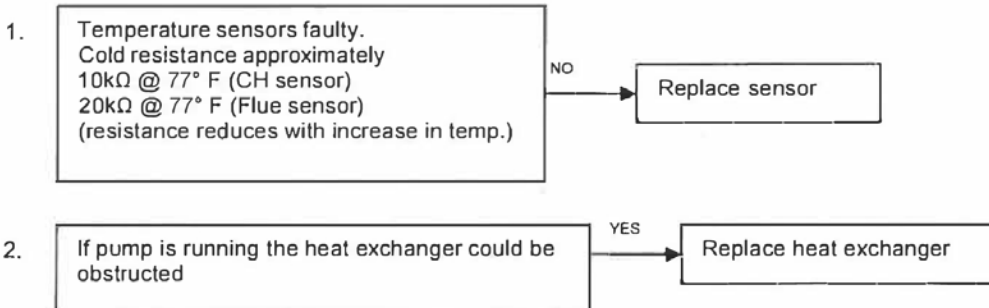 1.
Temperature sensors faulty.
Cold resistance approximately
10kΩ @ 77° F (CH sensor)
20kΩ @ 77° F (Flue sensor)
(resistance reduces with increase in temp.)
NO
Replace sensor
2.
If pump is running the heat exchanger could be
obstructed
YES
Replace heat exchanger